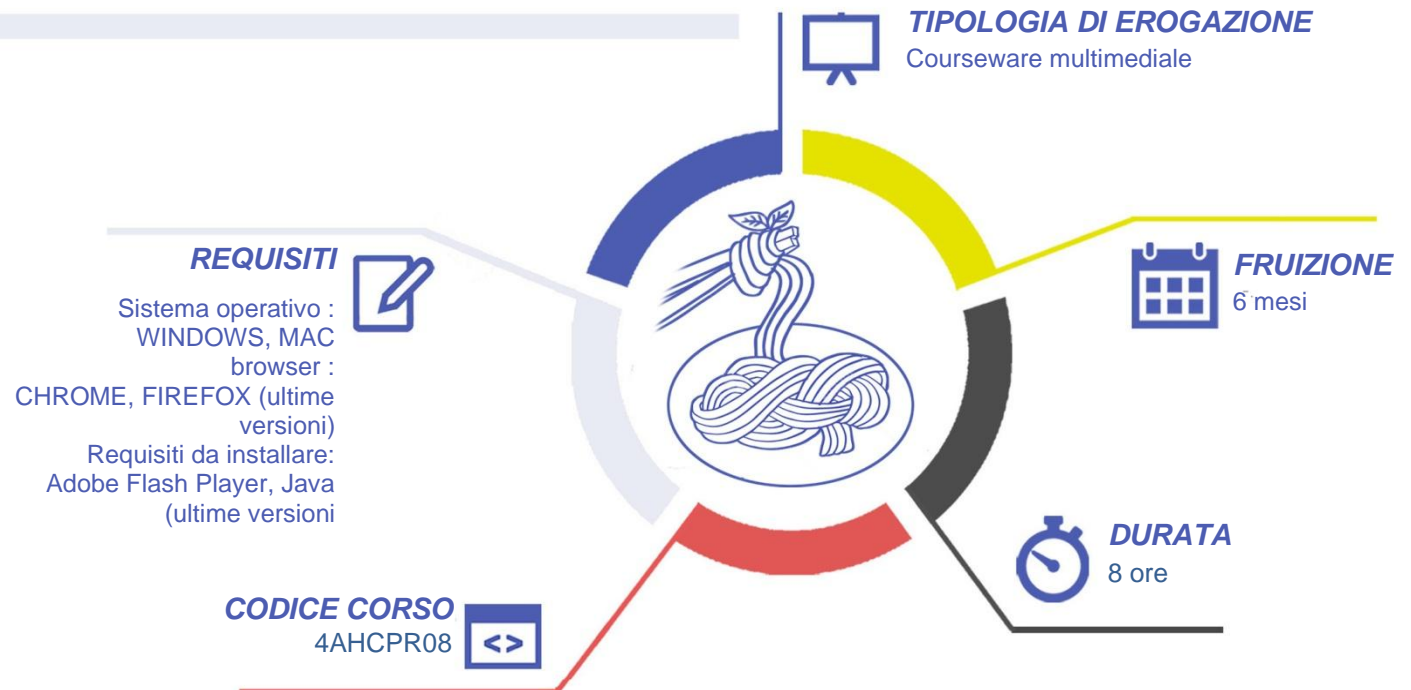 TIPOLOGIA DI EROGAZIONE
Courseware multimediale
REQUISITI
Sistema operativo :
WINDOWS, MAC
browser :
CHROME, FIREFOX (ultime
versioni)
Requisiti da installare:
Adobe Flash Player, Java
(ultime versioni
FRUIZIONE
6 mesi
DURATA
8 ore
CODICE CORSO
4AHCPR08
<>